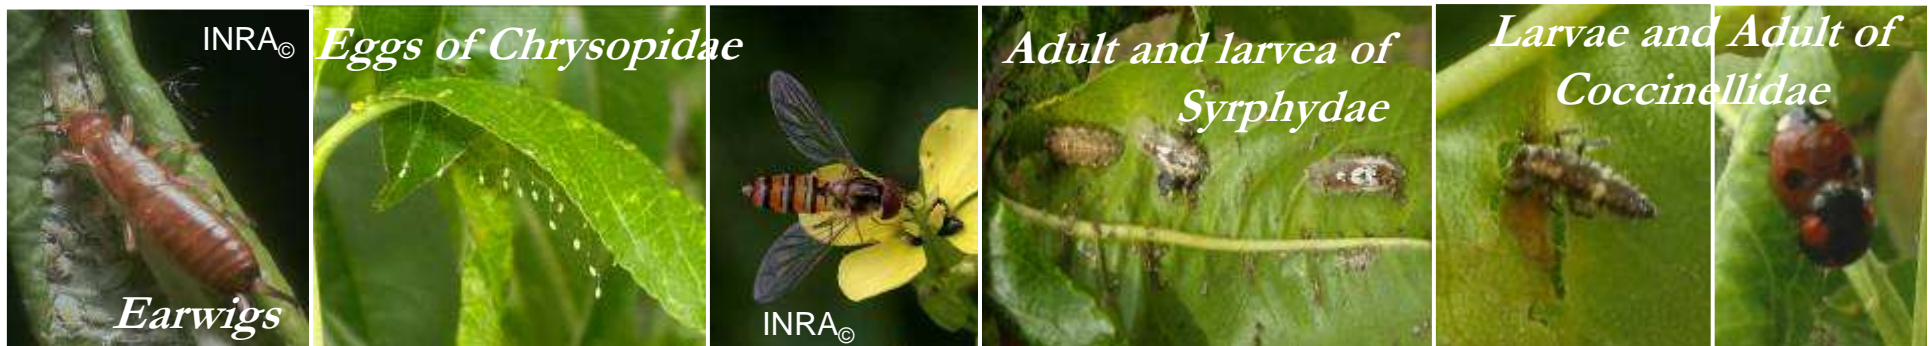 INRA©
Earwigs
Eggs of Chrysopidae
INRA©
Adult and larvea of
Syrphydae
Larvae and Adult of
Coccinellidae